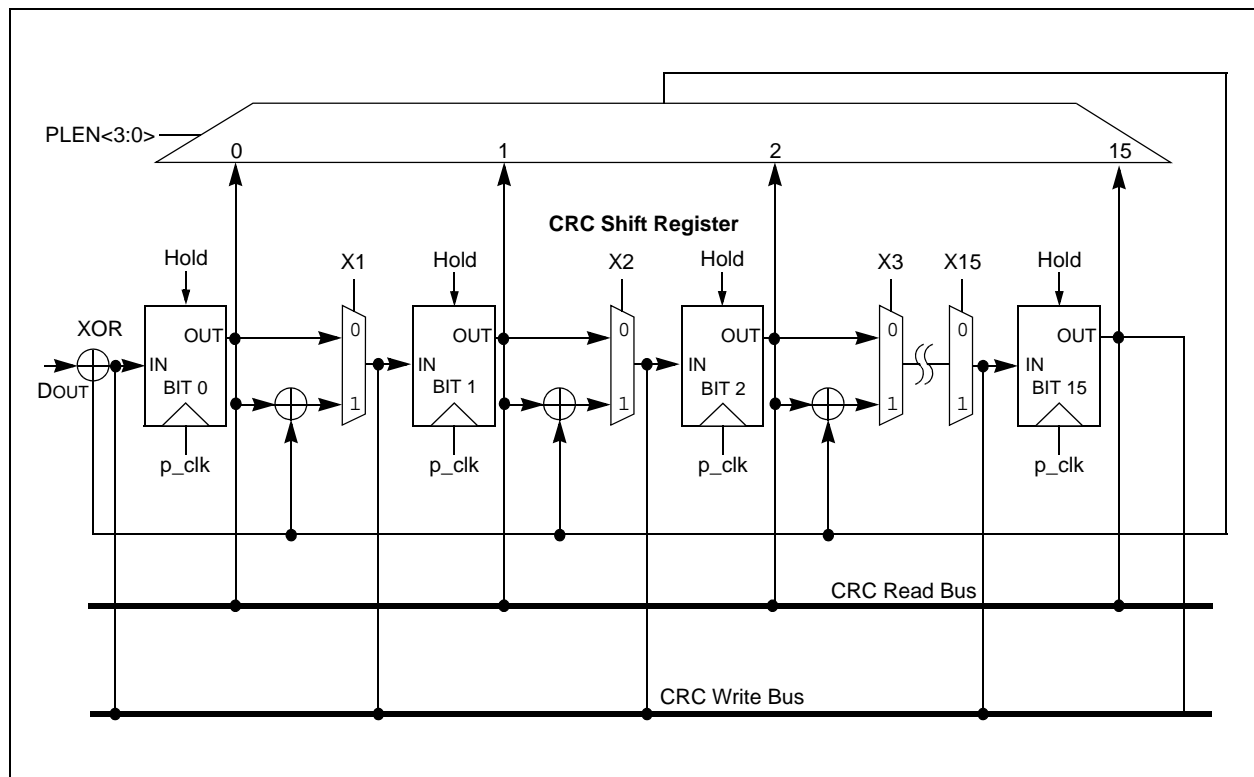 PLEN<3:0>
0 1 2 15
CRC Shift Register
Hold X1 Hold X2 Hold X3 X15 Hold
XOR
OUT 0 OUT 0 OUT 0 0 OUT
IN IN IN IN
DOUT
BIT 0 1 BIT 1 1 BIT 2 1 1 BIT 15
p_clk p_clk p_clk p_clk
CRC Read Bus
CRC Write Bus